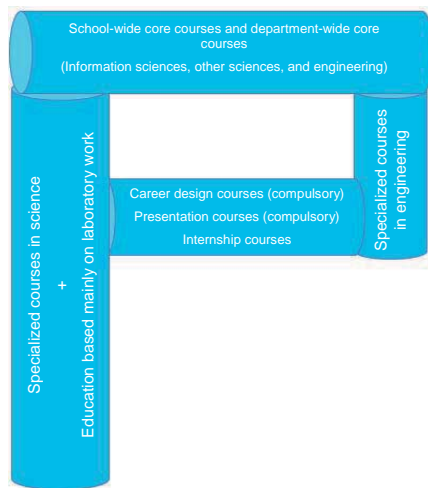 School-wide core courses and department-wide core
courses
(Information sciences, other sciences, and engineering)
Specialized courses in science
+
Education based mainly on laboratory work
Career design courses (compulsory)
Presentation courses (compulsory)
Internship courses
Specialized courses
in engineering